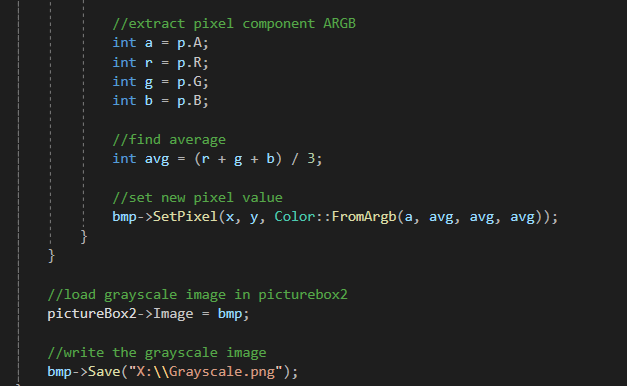 //extract pixel component ARGB
int a = p.A;
int r = p.R;
int g = p.G;
int b = p.B;
//find average
int avg = (r + g + b) / 3;
//set new pixel value
bmp->SetPixel(x, y, Color::FromArgb(a, avg, avg, avg));
}
}
//load grayscale image in picturebox2
pictureBox2->Image = bmp;
//write the grayscale image
bmp->Save("X:\\Grayscale.png");